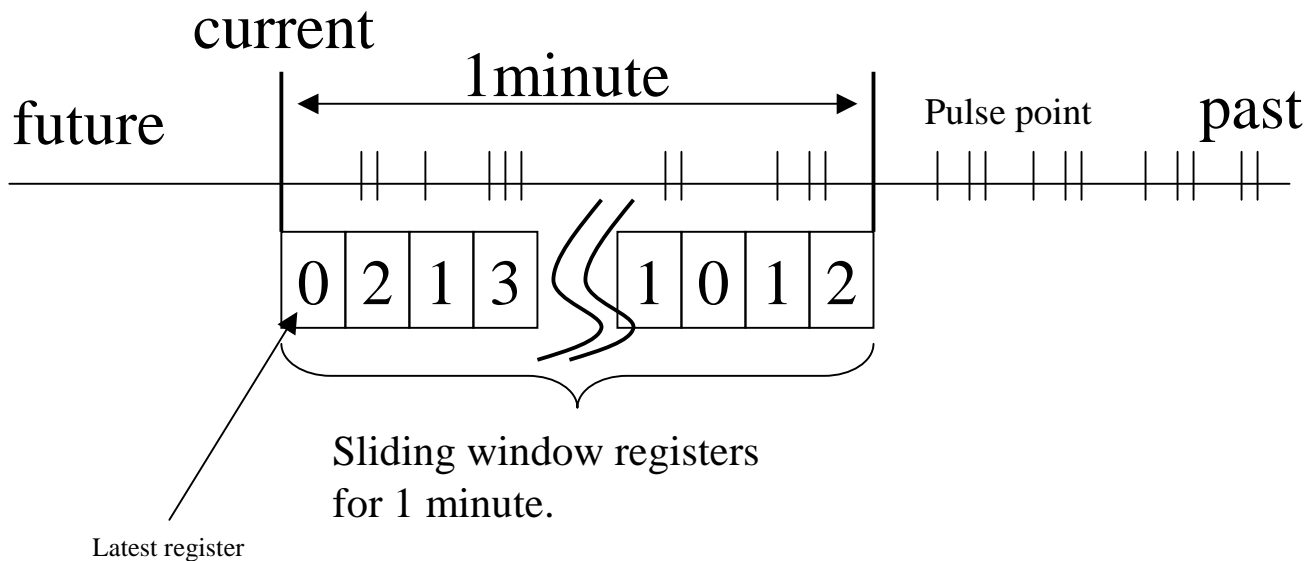 current
1minute
future
Pulse point
past
0 2 1 3 1 0 1 2
Sliding window registers
for 1 minute.
Latest register